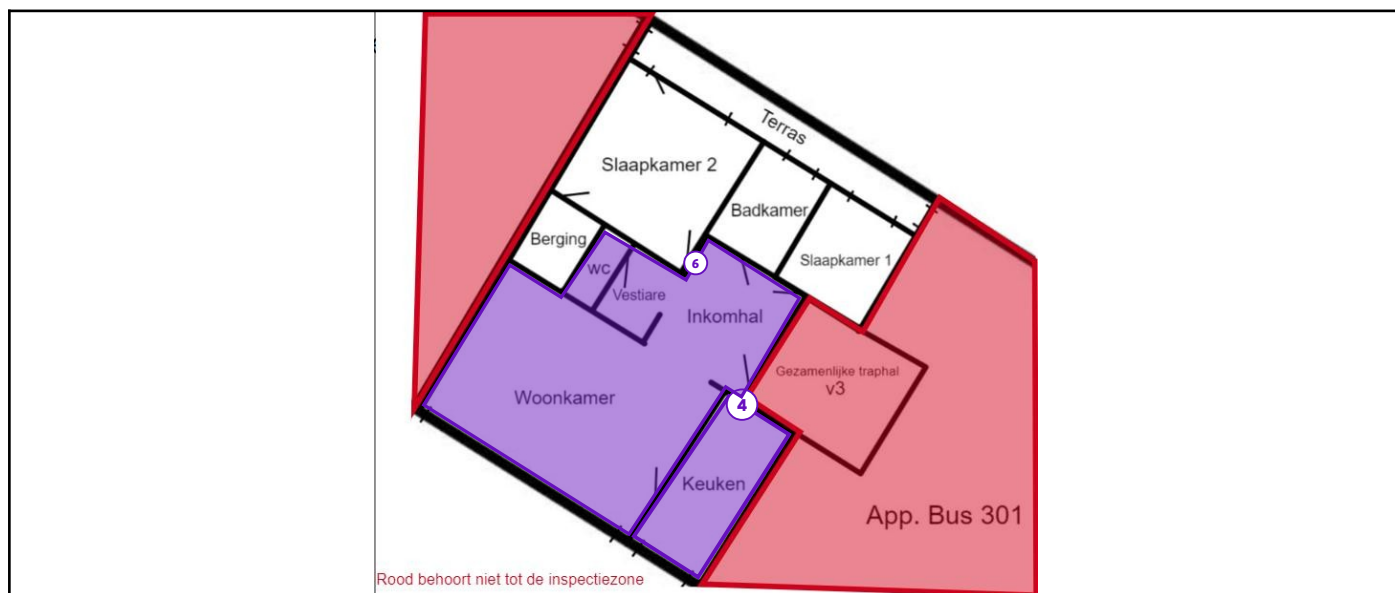 Terras
Slaapkamer 2
Badkamer
Berging
Slaapkamer 1
6
wc
Vestiare
Inkomhal
Gezamenlijke traphal
v3
Woonkamer
4
Keuken
App. Bus 301
Rood behoort niet tot de inspectiezone